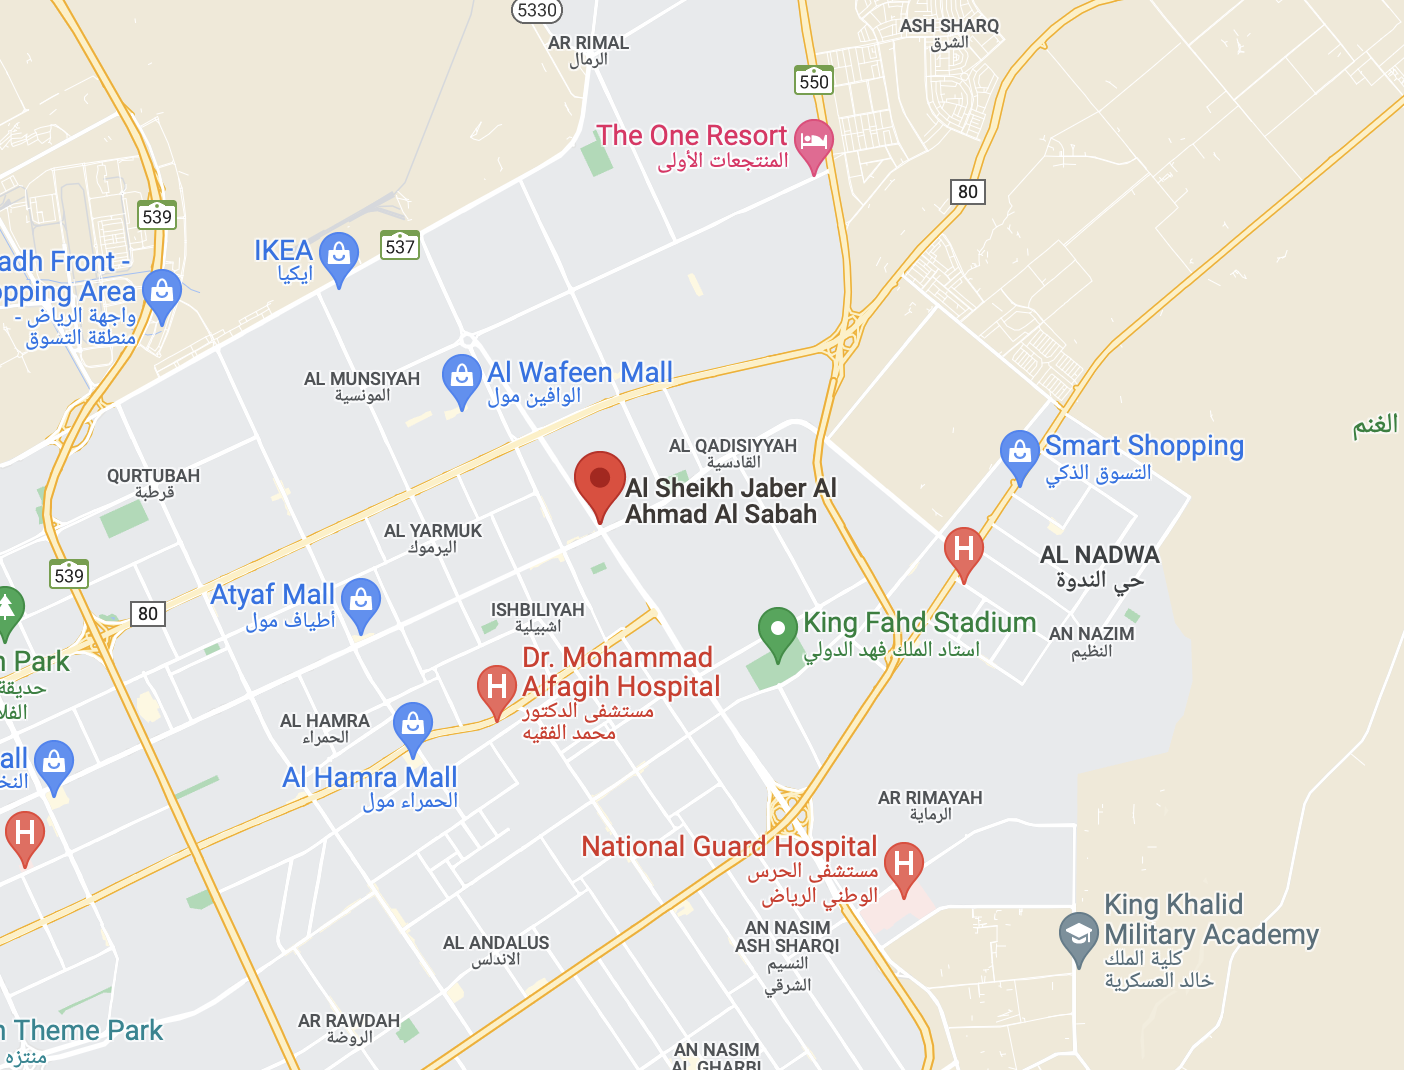 5330
AR RIMAL
الرمال
ASH SHARQ
الشرق
550
The One Resort
المنتجعات الأولى
80
539
537
IKEA
ايكيا
adh Front -
opping Area
واجهة الرياض -
منطقة التسوق
AL MUNSIYAH
المونسية
Al Wafeen Mall
الوافين مول
الغنم
AL QADISIYYAH
القادسية
Smart Shopping
التسوق الذكي
QURTUBAH
قرطبة
Al Sheikh Jaber Al
Ahmad Al Sabah
AL YARMUK
اليرموك
H
AL NADWA
حي الندوة
539
80
Atyaf Mall
أطياف مول
ISHBILIYAH
اشبيلية
King Fahd Stadium
استاد الملك فهد الدولي
AN NAZIM
النظيم
n Park
حديقة
الفلا
Dr. Mohammad
Alfagih Hospital
مستشفى الدكتور
محمد الفقيه
H
AL HAMRA
الحمراء
all
النخ
Al Hamra Mall
الحمراء مول
AR RIMAYAH
الرماية
H
National Guard Hospital
مستشفى الحرس
الوطني الرياض
H
King Khalid
Military Academy
كلية الملك
خالد العسكرية
AN NASIM
ASH SHARQI
النسيم
الشرقي
AL ANDALUS
الاندلس
AR RAWDAH
الروضة
n Theme Park
منتزه
AN NASIM
AL GHARBI